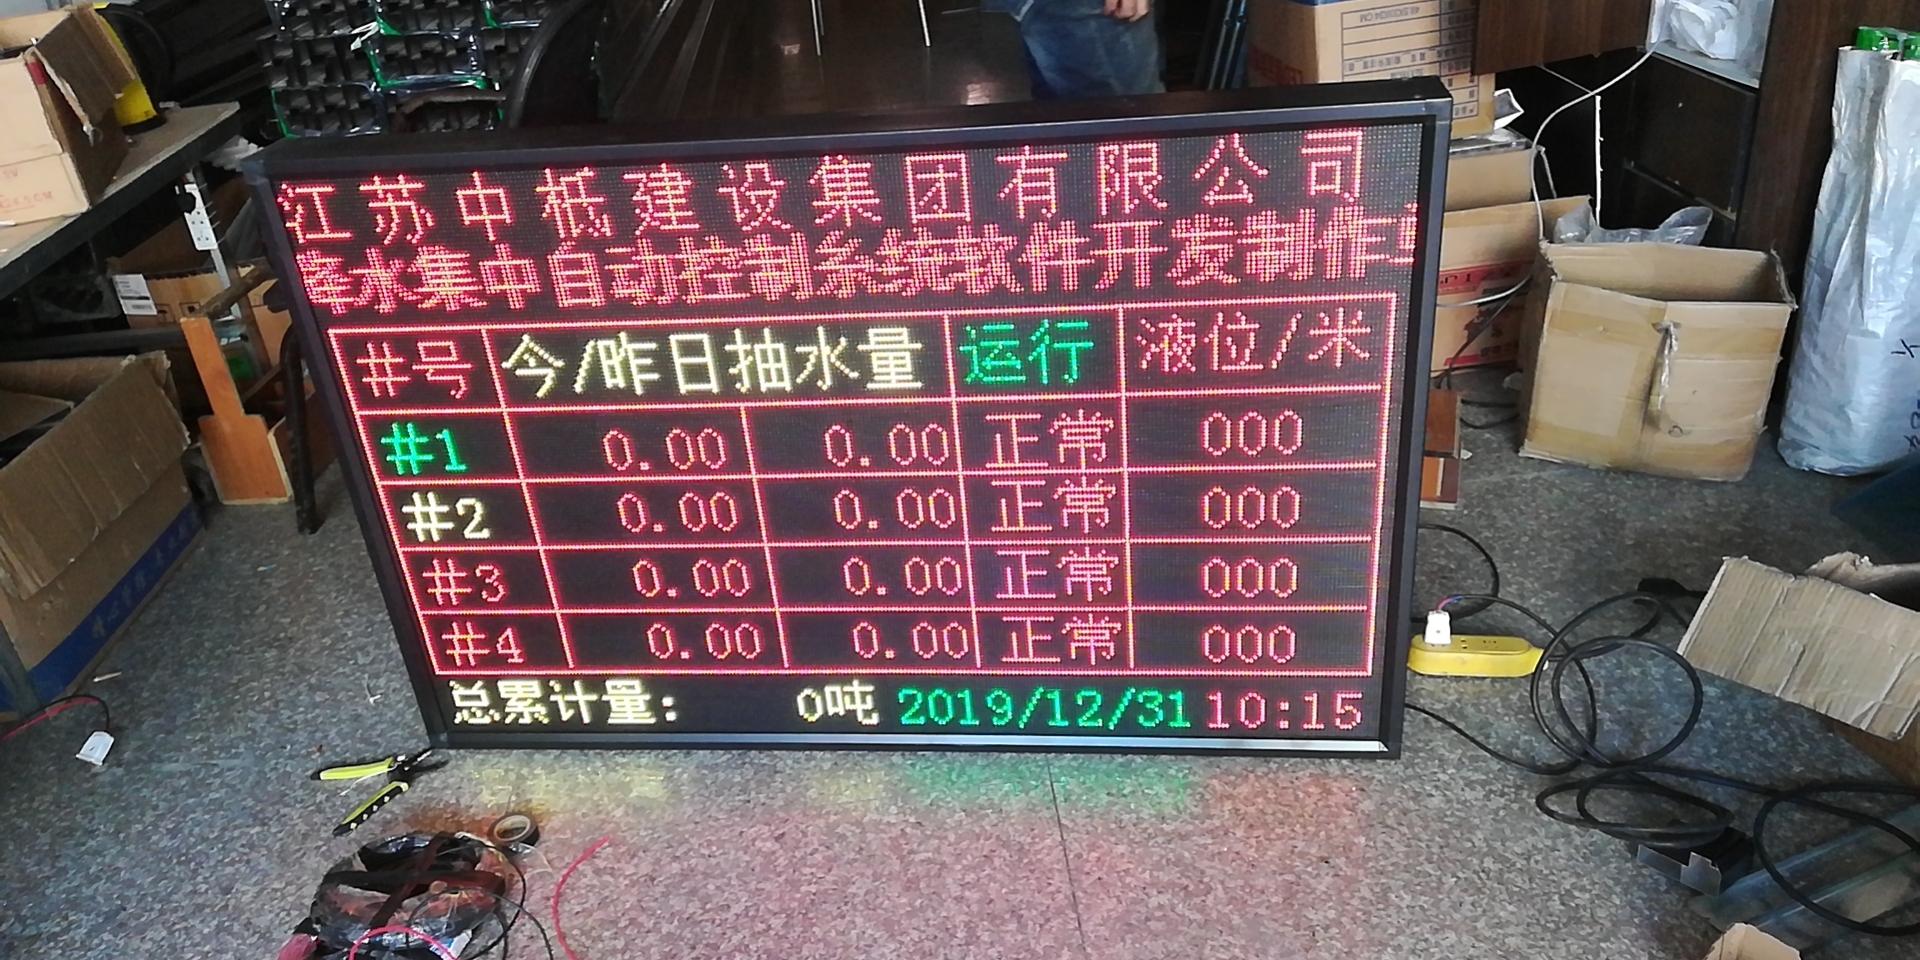 江苏中柢建设集团有限公司
降水集中自动控制系统软件开发制作
#号 今/昨日抽水量 运行 液位/米
#1 0.00 0.00 正常 000
#2 0.00 0.00 正常 000
#3 0.00 0.00 正常 000
#4 0.00 0.00 正常 000
总累计量: 0吨 2019/12/31 10:15